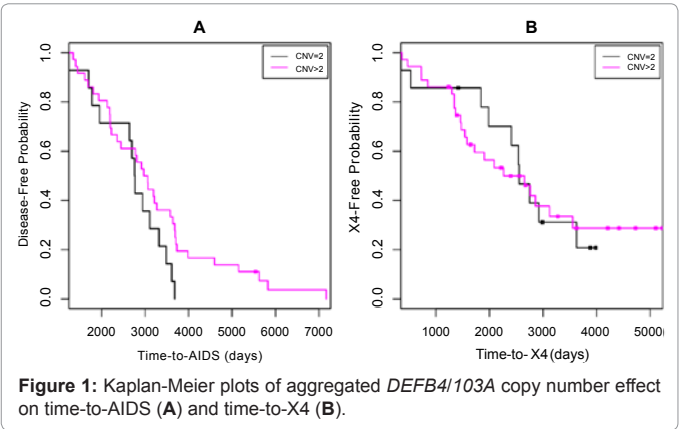 A
B
CNV=2
CNV>2
CNV=2
CNV>2
Disease-Free Probability
0.0 0.2 0.4 0.6 0.8 1.0
2000 3000 4000 5000 6000 7000
Time-to-AIDS (days)
X4-Free Probability
0.0 0.2 0.4 0.6 0.8 1.0
1000 2000 3000 4000 5000
Time-to- X4 (days)
Figure 1: Kaplan-Meier plots of aggregated DEFB4/103A copy number effect
on time-to-AIDS (A) and time-to-X4 (B).